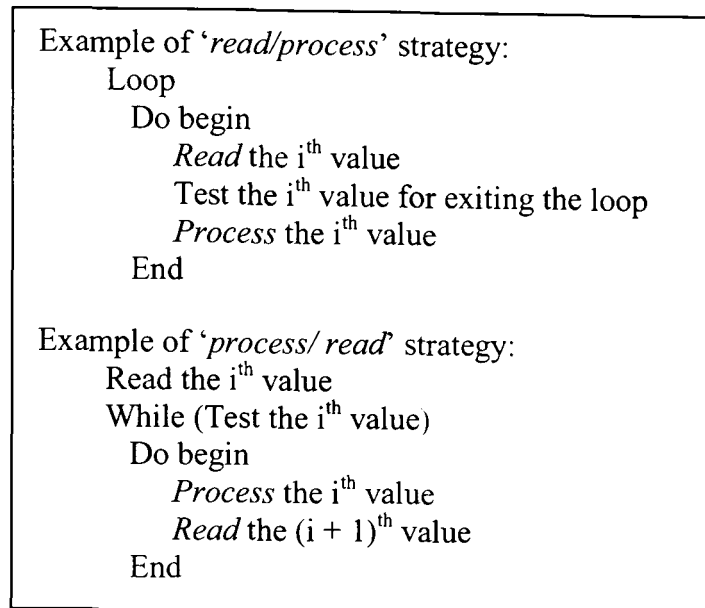 Example of ‘read/process’ strategy:
Loop
Do begin
Read the iᵗʰ value
Test the iᵗʰ value for exiting the loop
Process the iᵗʰ value
End
Example of ‘process/ read’ strategy:
Read the iᵗʰ value
While (Test the iᵗʰ value)
Do begin
Process the iᵗʰ value
Read the (i + 1)ᵗʰ value
End